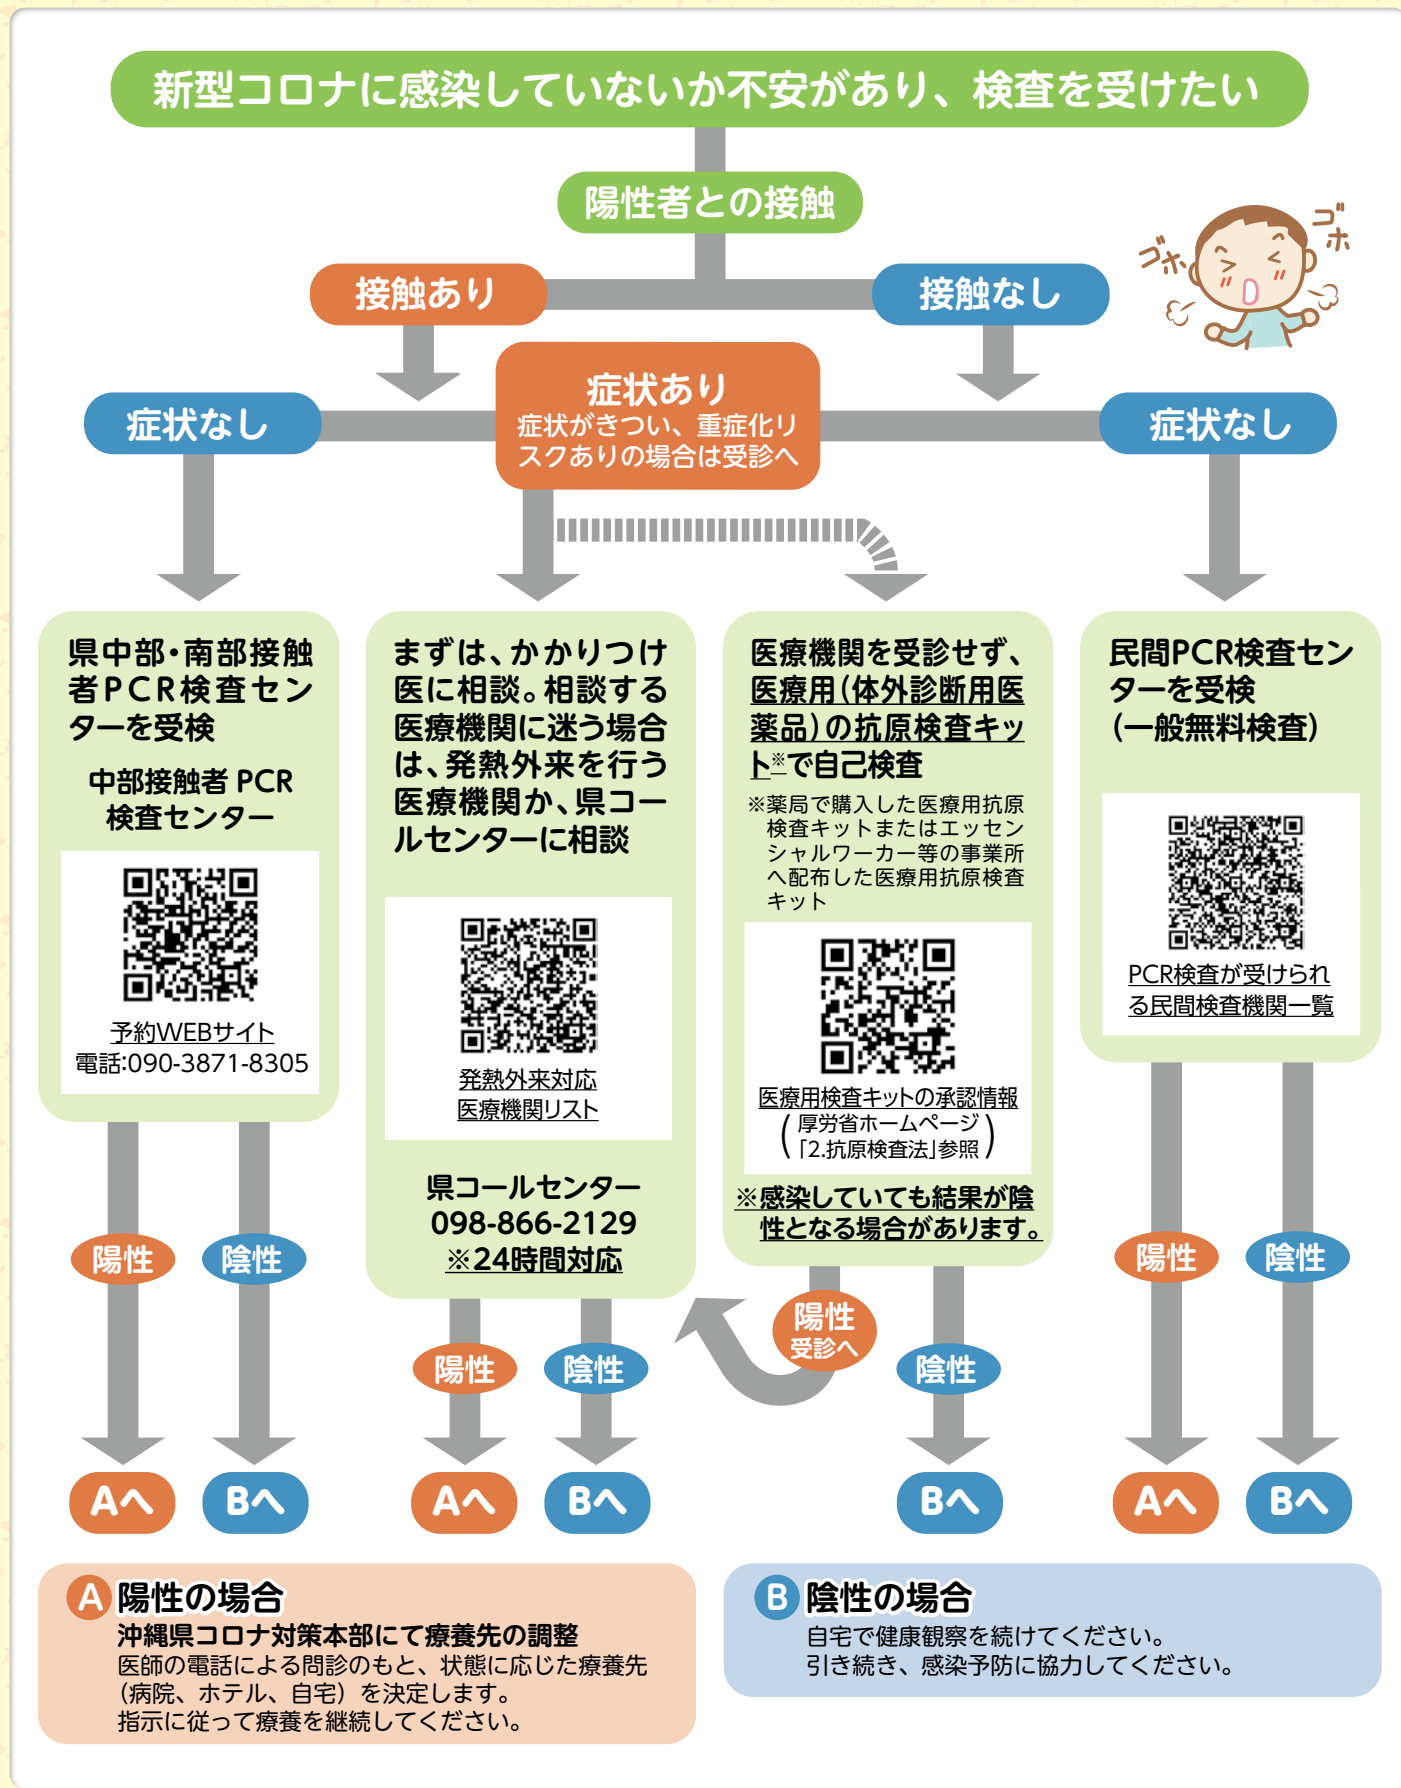 新型コロナに感染していないか不安があり、検査を受けたい
陽性者との接触
ゴホ、
ゴホ
接触あり
接触なし
症状なし
症状あり
症状がきつい、重症化リ
スクありの場合は受診へ
症状なし
県中部・南部接触
者PCR検査セン
ターを受検
中部接触者 PCR
検査センター
予約WEBサイト
電話:090-3871-8305
陽性
陰性
Aへ
Bへ
まずは、かかりつけ
医に相談。相談する
医療機関に迷う場合
は、発熱外来を行う
医療機関か、県コー
ルセンターに相談
発熱外来対応
医療機関リスト
県コールセンター
098-866-2129
※24時間対応
陽性
陰性
Aへ
Bへ
医療機関を受診せず、
医療用(体外診断用医
薬品)の抗原検査キッ
ト※で自己検査
※薬局で購入した医療用抗原
検査キットまたはエッセン
シャルワーカー等の事業所
へ配布した医療用抗原検査
キット
医療用検査キットの承認情報
(厚労省ホームページ
「2.抗原検査法」参照)
※感染していても結果が陰
性となる場合があります。
陽性
受診へ
陰性
Bへ
民間PCR検査セン
ターを受検
(一般無料検査)
PCR検査が受けられ
る民間検査機関一覧
陽性
陰性
Aへ
Bへ
A 陽性の場合
沖縄県コロナ対策本部にて療養先の調整
医師の電話による問診のもと、状態に応じた療養先
(病院、ホテル、自宅)を決定します。
指示に従って療養を継続してください。
B 陰性の場合
自宅で健康観察を続けてください。
引き続き、感染予防に協力してください。